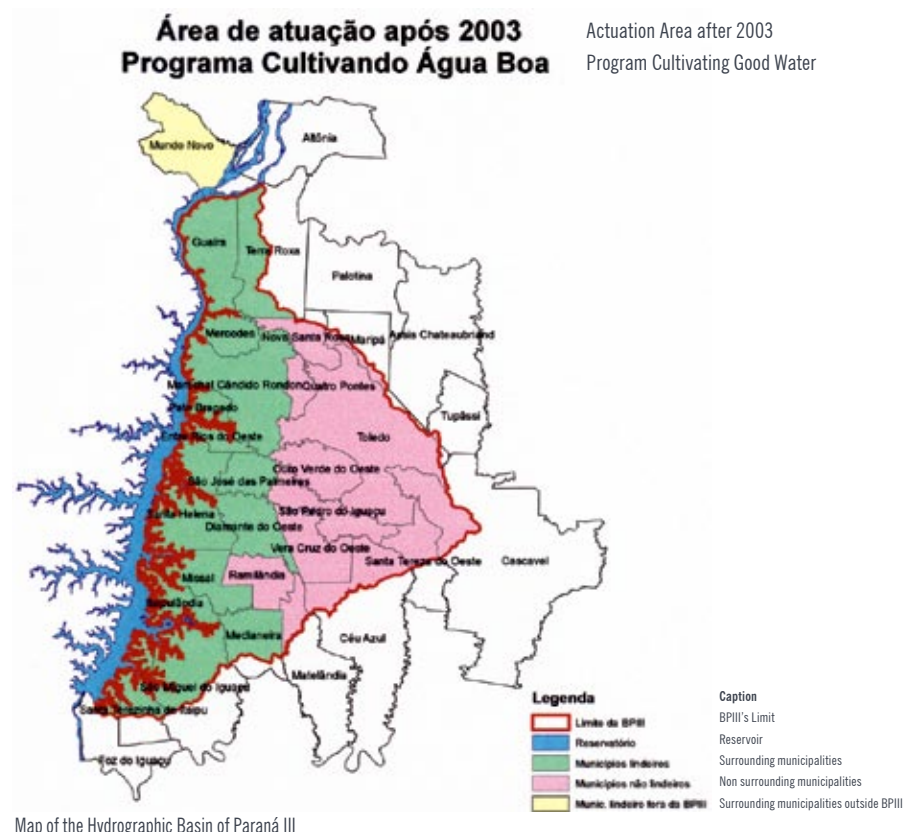 Área de atuação após 2003
Programa Cultivando Água Boa
Actuation Area after 2003
Program Cultivating Good Water
Mundo Novo
Altônia
Guaíra
Terra Roxa
Palotina
Mercedes
Nova Santa Rosa
Maripá
Assis Chateaubriand
Marechal Cândido Rondon
Quatro Pontes
Pato Bragado
Tupãssi
Entre Rios do Oeste
Toledo
Ouro Verde do Oeste
São José das Palmeiras
Santa Helena
São Pedro do Iguaçu
Diamante do Oeste
Vera Cruz do Oeste
Santa Tereza do Oeste
Cascavel
Missal
Ramilândia
Itaipulândia
Medianeira
Céu Azul
Matelândia
São Miguel do Iguaçu
Santa Terezinha de Itaipu
Foz do Iguaçu
Legenda
Limite da BPIII
Reservatório
Municípios lindeiros
Municípios não lindeiros
Munic. lindeiro fora da BPIII
Caption
BPIII's Limit
Reservoir
Surrounding municipalities
Non surrounding municipalities
Surrounding municipalities outside BPIII
Map of the Hydrographic Basin of Paraná III